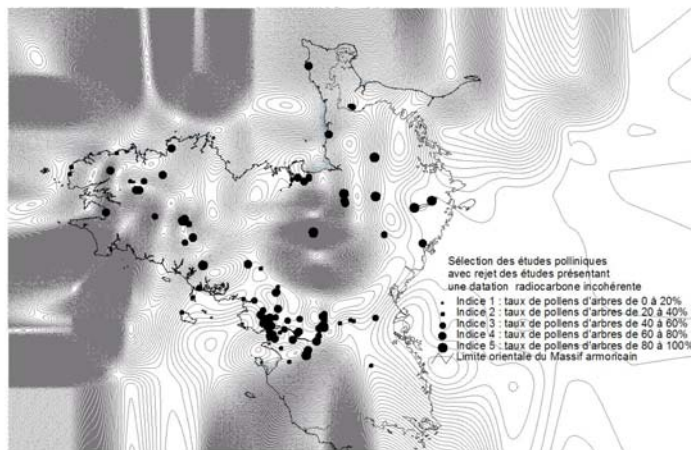 Sélection des études polliniques
avec rejet des études présentant
une datation radiocarbone incohérente
Indice 1 : taux de pollens d'arbres de 0 à 20%
Indice 2 : taux de pollens d'arbres de 20 à 40%
Indice 3 : taux de pollens d'arbres de 40 à 60%
Indice 4 : taux de pollens d'arbres de 60 à 80%
Indice 5 : taux de pollens d'arbres de 80 à 100%
Limite orientale du Massif armoricain